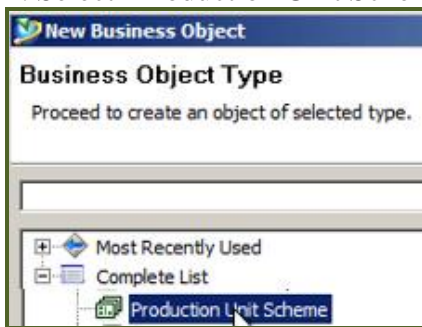 New Business Object
Business Object Type
Proceed to create an object of selected type.
Most Recently Used
Complete List
Production Unit Scheme